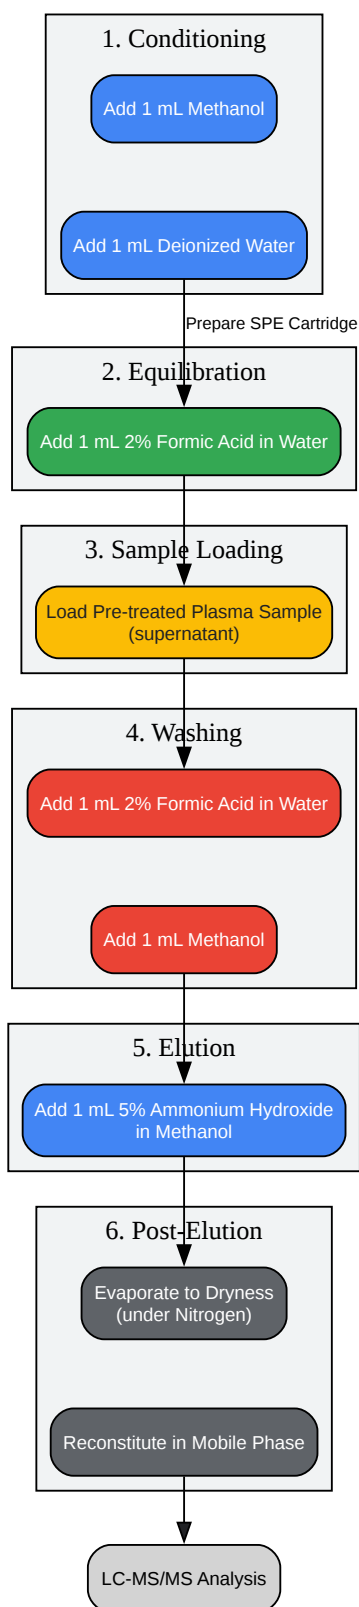 1. Conditioning
Add 1 mL Methanol
Add 1 mL Deionized Water
Prepare SPE Cartridge
2. Equilibration
Add 1 mL 2% Formic Acid in Water
3. Sample Loading
Load Pre-treated Plasma Sample
(supernatant)
4. Washing
Add 1 mL 2% Formic Acid in Water
Add 1 mL Methanol
5. Elution
Add 1 mL 5% Ammonium Hydroxide
in Methanol
6. Post-Elution
Evaporate to Dryness
(under Nitrogen)
Reconstitute in Mobile Phase
LC-MS/MS Analysis